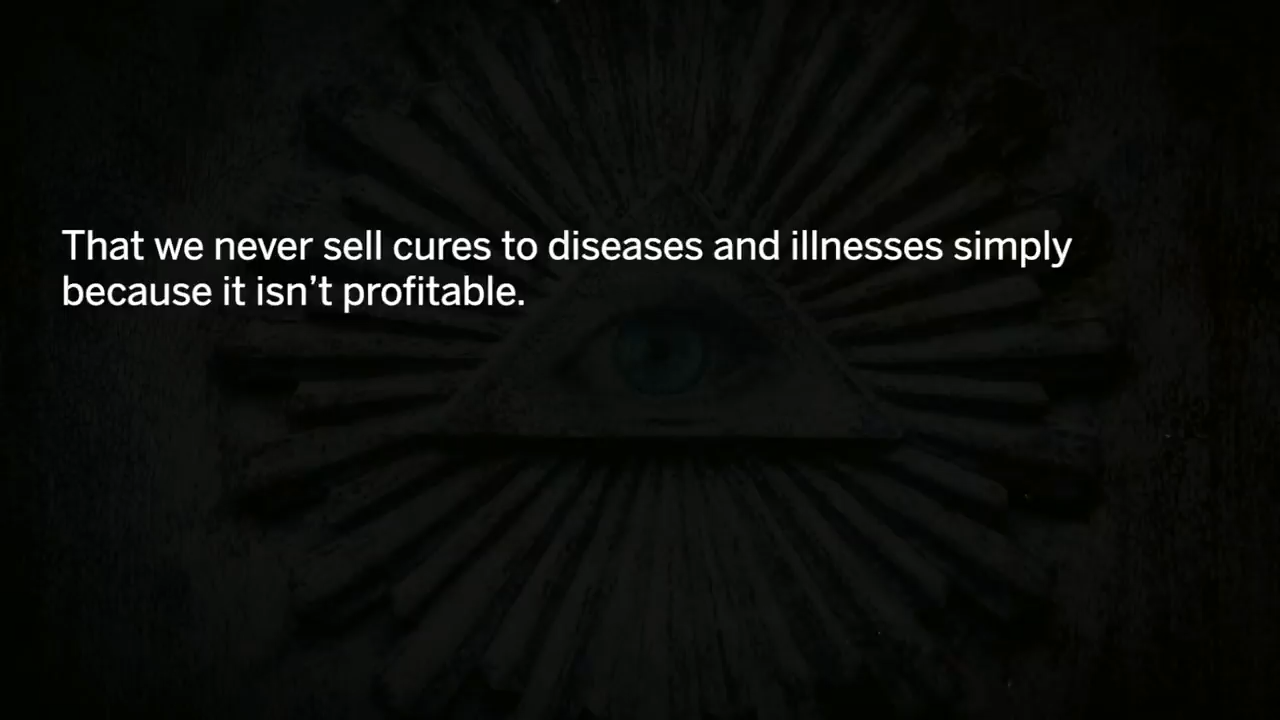 That we never sell cures to diseases and illnesses simply
because it isn’t profitable.